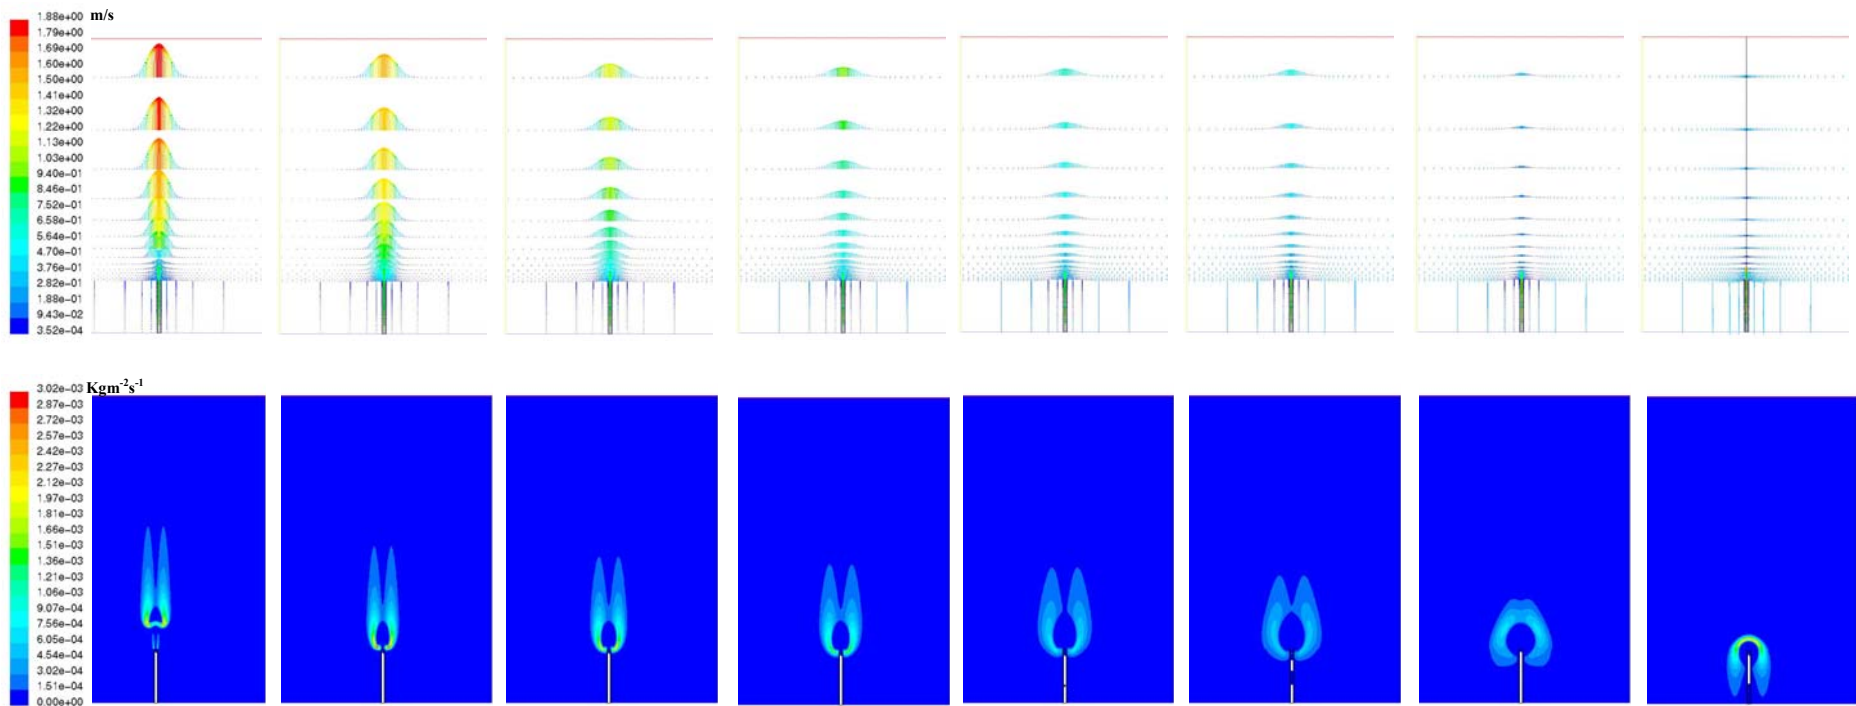 1.88e+00 m/s
1.79e+00
1.69e+00
1.60e+00
1.50e+00
1.41e+00
1.32e+00
1.22e+00
1.13e+00
1.03e+00
9.40e-01
8.46e-01
7.52e-01
6.58e-01
5.64e-01
4.70e-01
3.76e-01
2.82e-01
1.88e-01
9.43e-02
3.52e-04
3.02e-03 Kgm⁻²s⁻¹
2.87e-03
2.72e-03
2.57e-03
2.42e-03
2.27e-03
2.12e-03
1.97e-03
1.81e-03
1.66e-03
1.51e-03
1.36e-03
1.21e-03
1.06e-03
9.07e-04
7.56e-04
6.05e-04
4.54e-04
3.02e-04
1.51e-04
0.00e+00